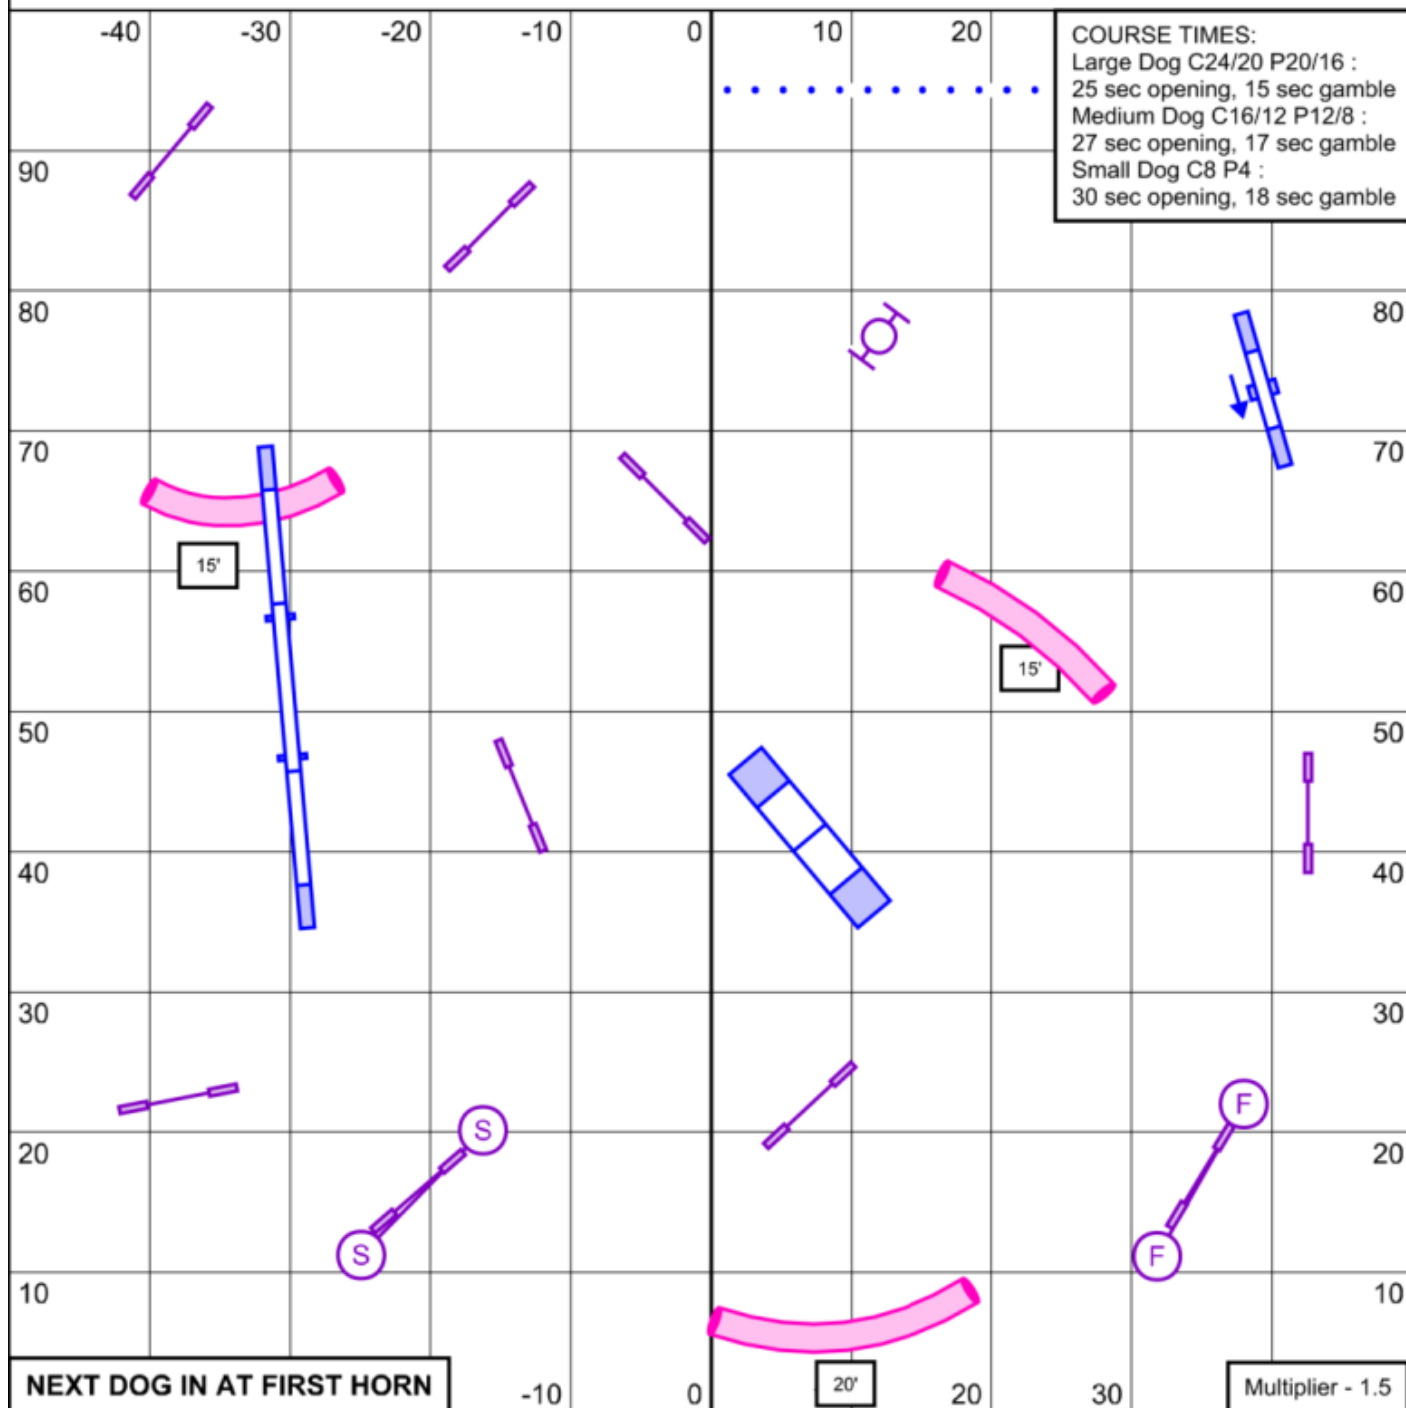 -40 -30 -20 -10 0 10 20
COURSE TIMES:
Large Dog C24/20 P20/16 :
25 sec opening, 15 sec gamble
Medium Dog C16/12 P12/8 :
27 sec opening, 17 sec gamble
Small Dog C8 P4 :
30 sec opening, 18 sec gamble
90
80 80
70 70
15'
60 60
15'
50 50
40 40
30 30
F
S
20 20
S
F
10 10
NEXT DOG IN AT FIRST HORN
-10 0 20' 20 30
Multiplier - 1.5